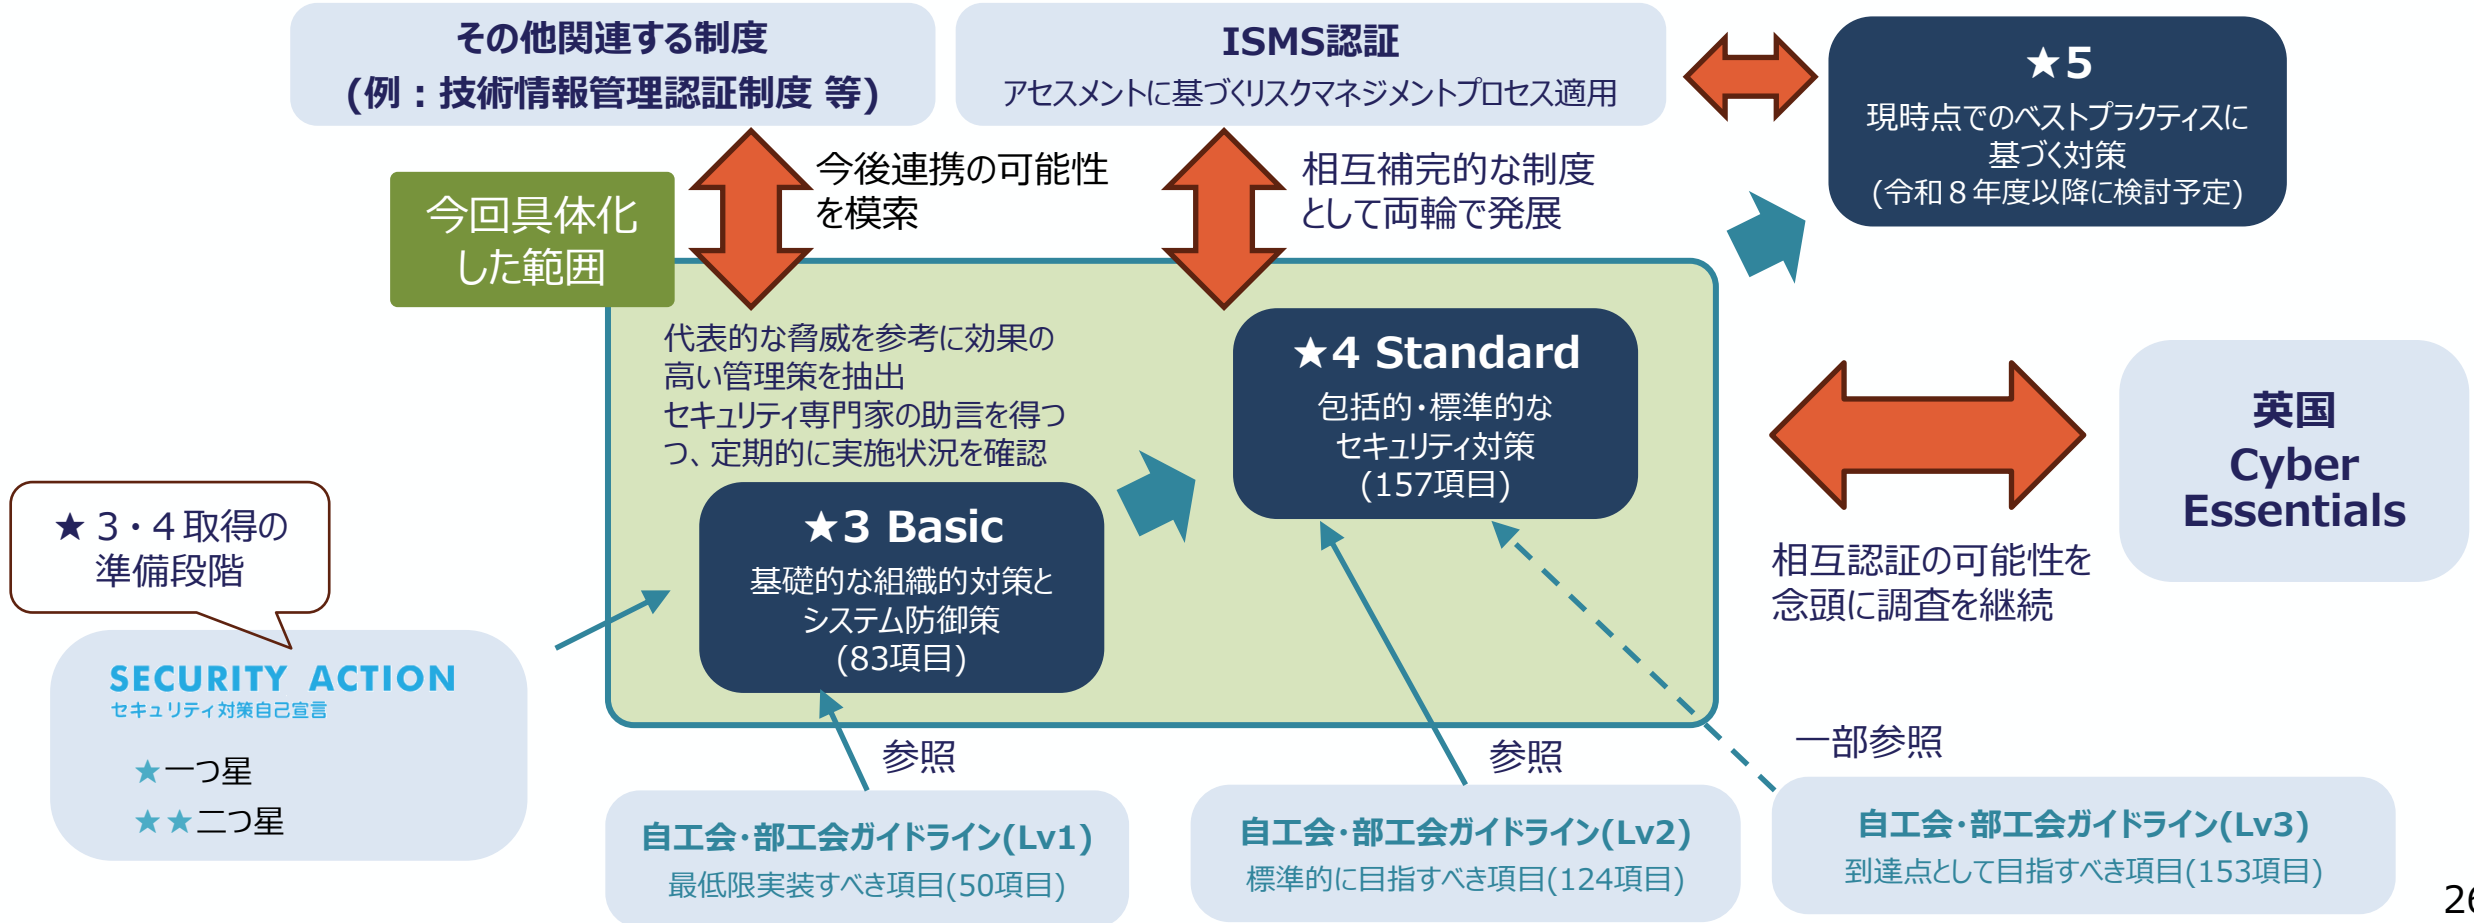 その他関連する制度
(例：技術情報管理認証制度 等)
ISMS認証
アセスメントに基づくリスクマネジメントプロセス適用
★5
現時点でのベストプラクティスに
基づく対策
(令和８年度以降に検討予定)
今後連携の可能性
を模索
相互補完的な制度
として両輪で発展
今回具体化
した範囲
代表的な脅威を参考に効果の
高い管理策を抽出
セキュリティ専門家の助言を得つ
つ、定期的に実施状況を確認
★4 Standard
包括的・標準的な
セキュリティ対策
(157項目)
英国
Cyber
Essentials
★３・４取得の
準備段階
★3 Basic
基礎的な組織的対策と
システム防御策
(83項目)
相互認証の可能性を
念頭に調査を継続
SECURITY ACTION
セキュリティ対策自己宣言
★一つ星
★★二つ星
参照
参照
一部参照
自工会・部工会ガイドライン(Lv1)
最低限実装すべき項目(50項目)
自工会・部工会ガイドライン(Lv2)
標準的に目指すべき項目(124項目)
自工会・部工会ガイドライン(Lv3)
到達点として目指すべき項目(153項目)
26